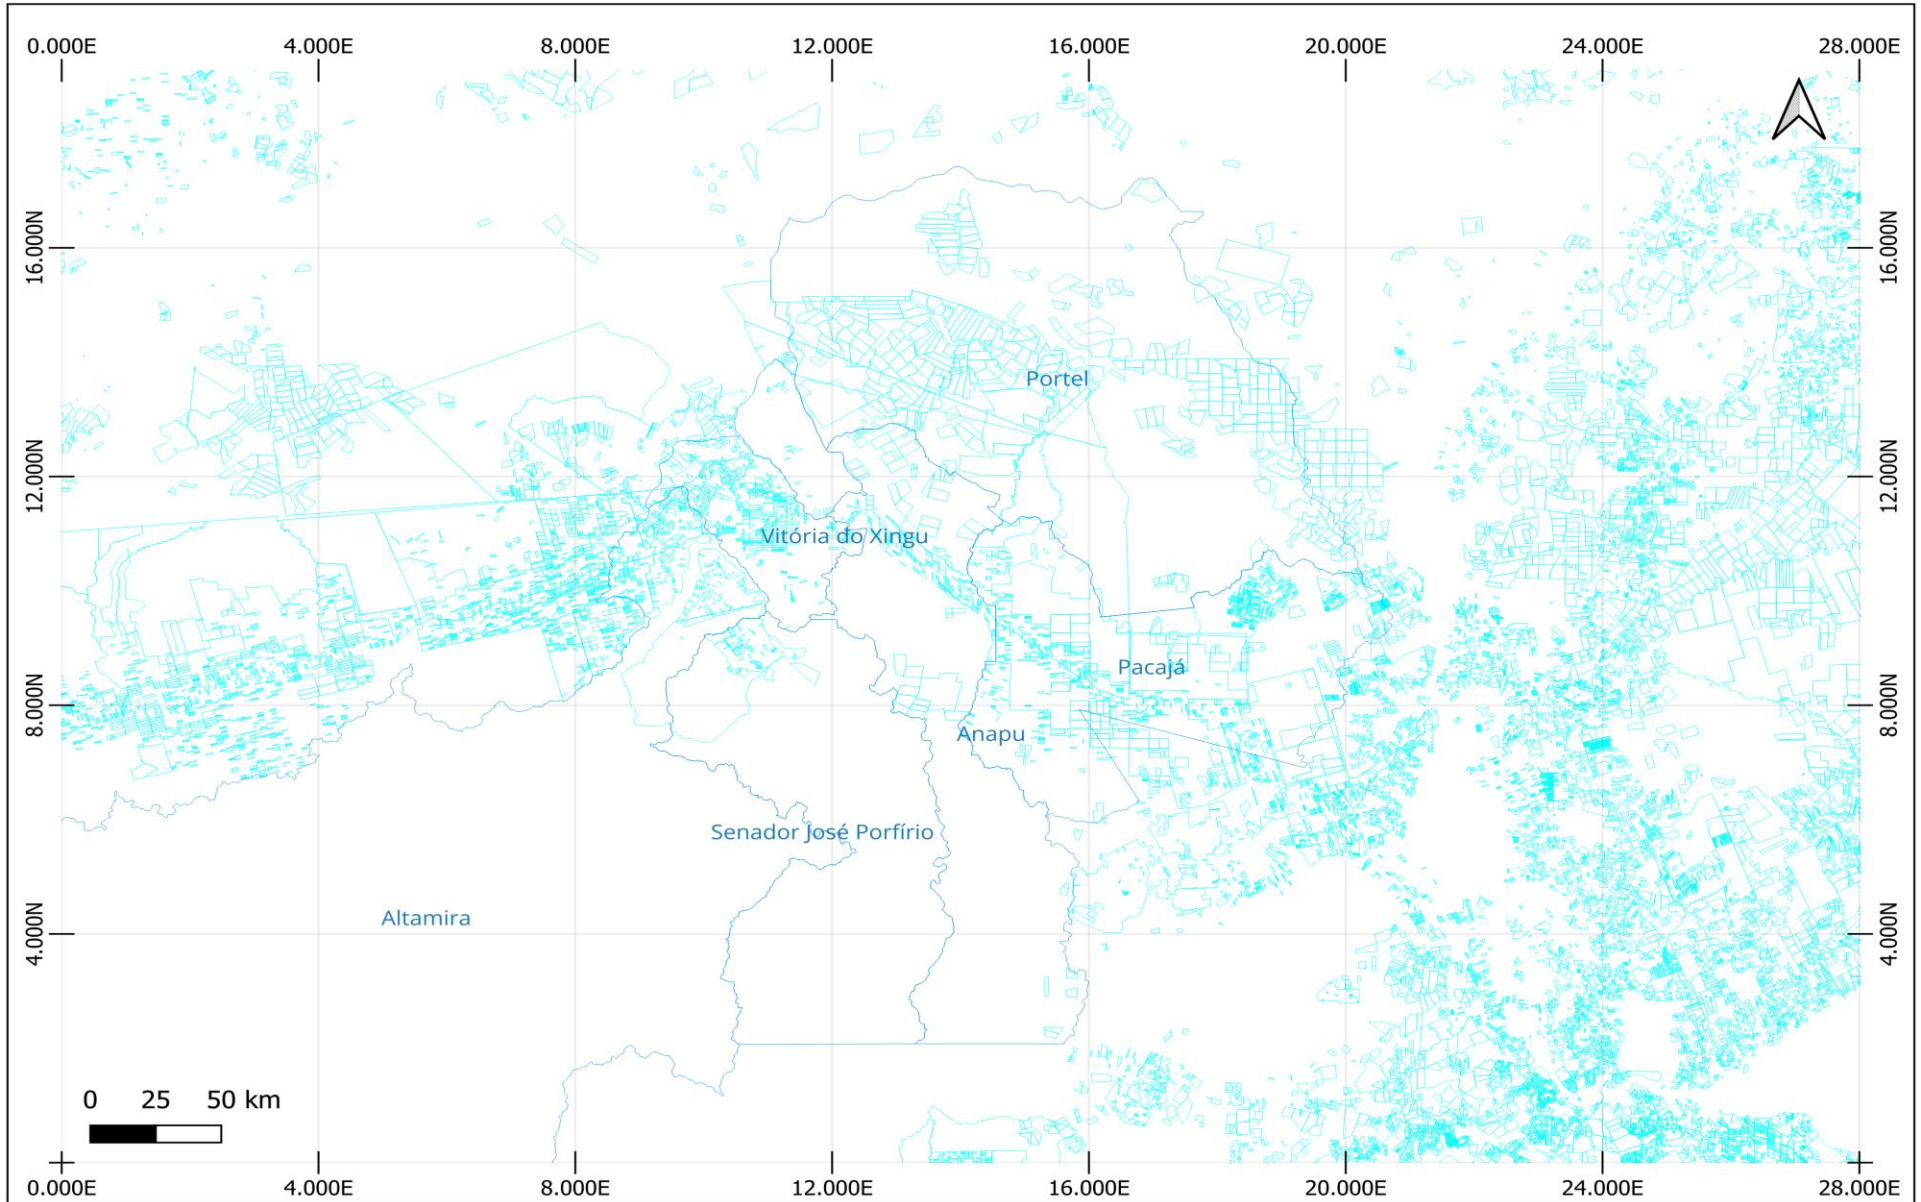 0.000E 4.000E 8.000E 12.000E 16.000E 20.000E 24.000E 28.000E
16.000N 16.000N
Portel
12.000N 12.000N
Vitória do Xingu
Pacajá
8.000N 8.000N
Anapu
Senador José Porfírio
Altamira
4.000N 4.000N
0 25 50 km
0.000E 4.000E 8.000E 12.000E 16.000E 20.000E 24.000E 28.000E